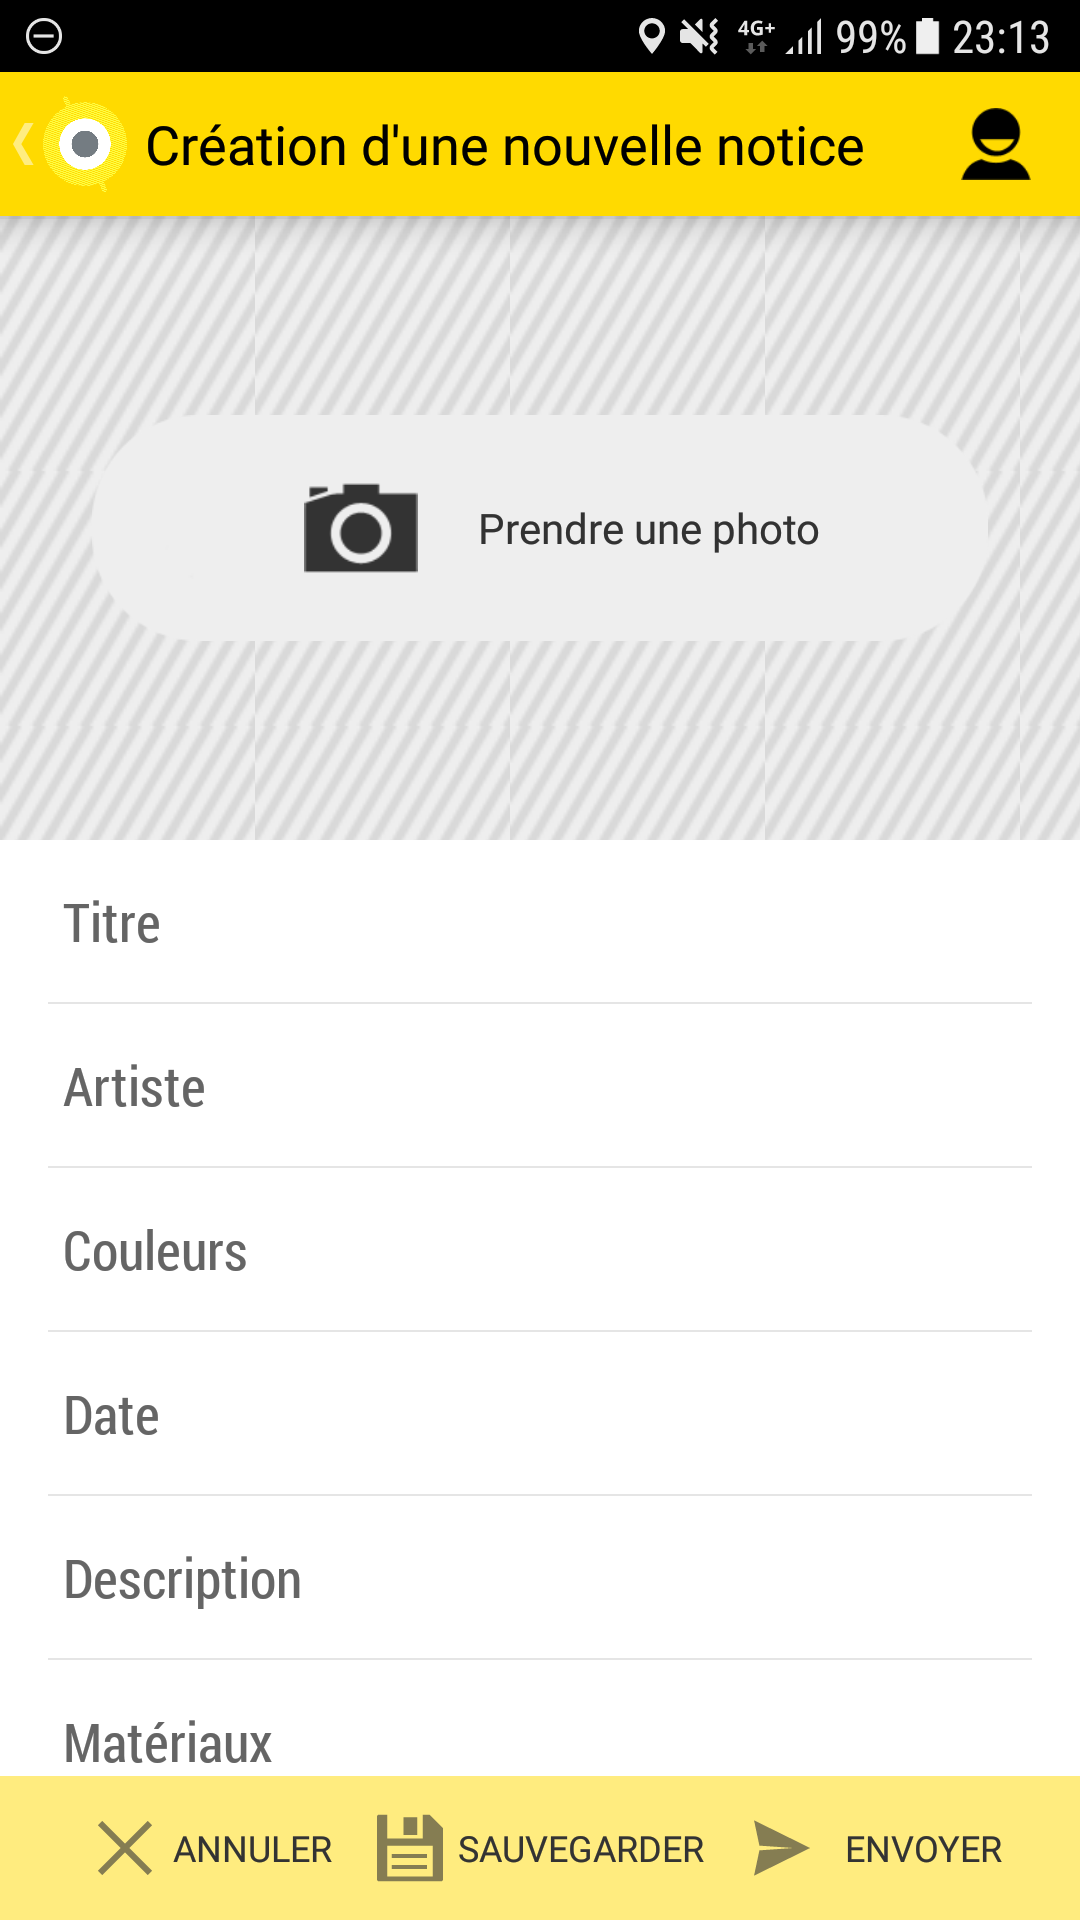 4G+ 99% 23:13
Création d'une nouvelle notice
Prendre une photo
Titre
Artiste
Couleurs
Date
Description
Matériaux
ANNULER SAUVEGARDER ENVOYER